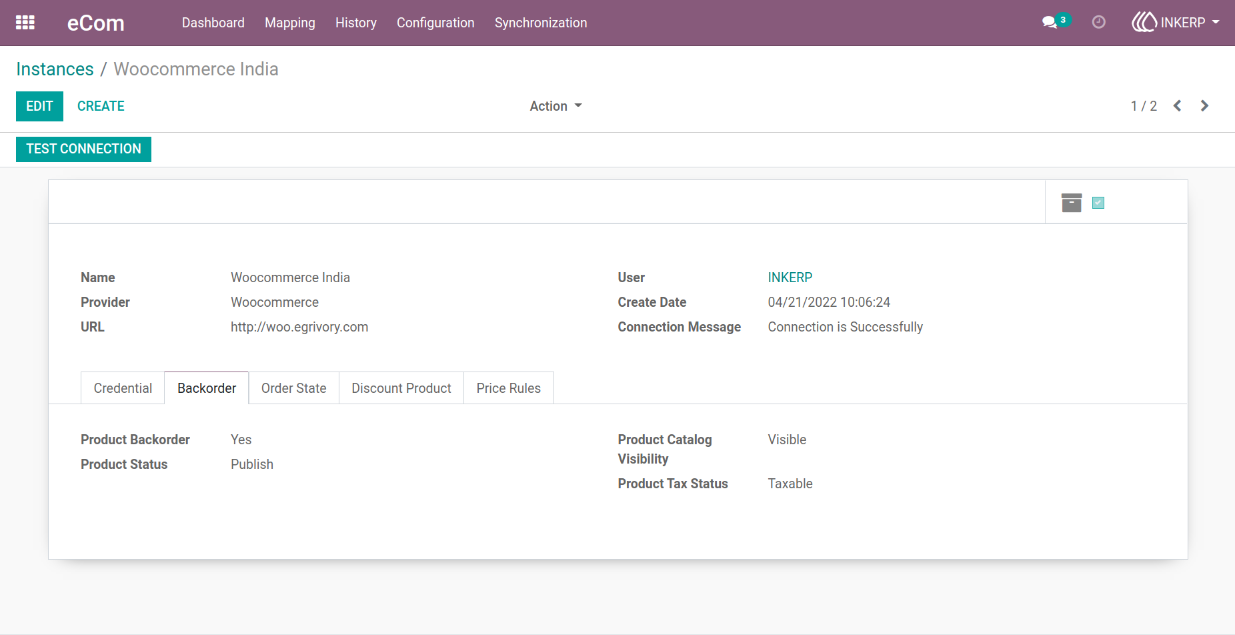 eCom Dashboard Mapping History Configuration Synchronization 3 INKERP
Instances / Woocommerce India
EDIT CREATE Action 1 / 2
TEST CONNECTION
Name Woocommerce India User INKERP
Provider Woocommerce Create Date 04/21/2022 10:06:24
URL http://woo.egrivory.com Connection Message Connection is Successfully
Credential Backorder Order State Discount Product Price Rules
Product Backorder Yes Product Catalog Visible
Visibility
Product Status Publish
Product Tax Status Taxable